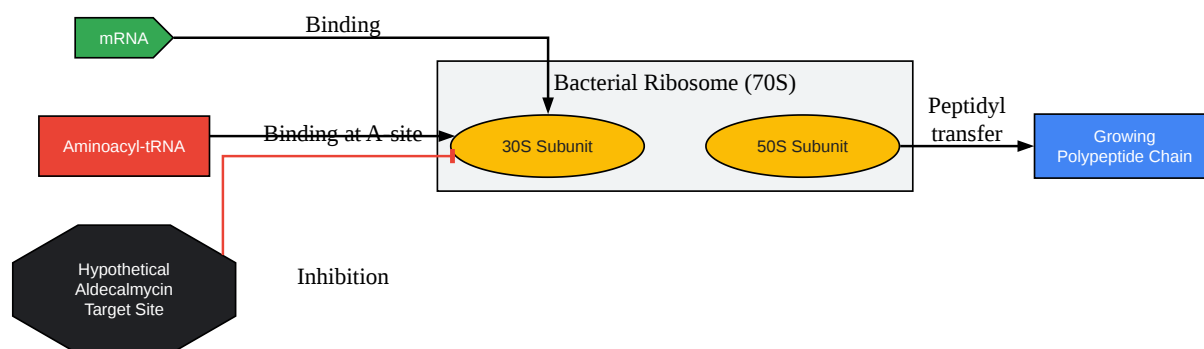 mRNA
Binding
Bacterial Ribosome (70S)
Aminoacyl-tRNA
Binding at A-site
30S Subunit
50S Subunit
Peptidyl
transfer
Growing
Polypeptide Chain
Hypothetical
Aldecalmycin
Target Site
Inhibition